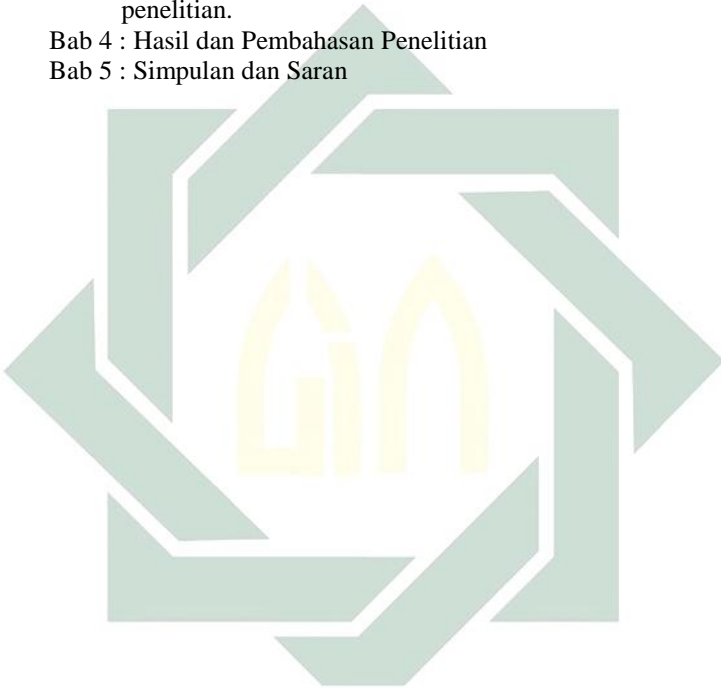 penelitian.
Bab 4 : Hasil dan Pembahasan Penelitian
Bab 5 : Simpulan dan Saran